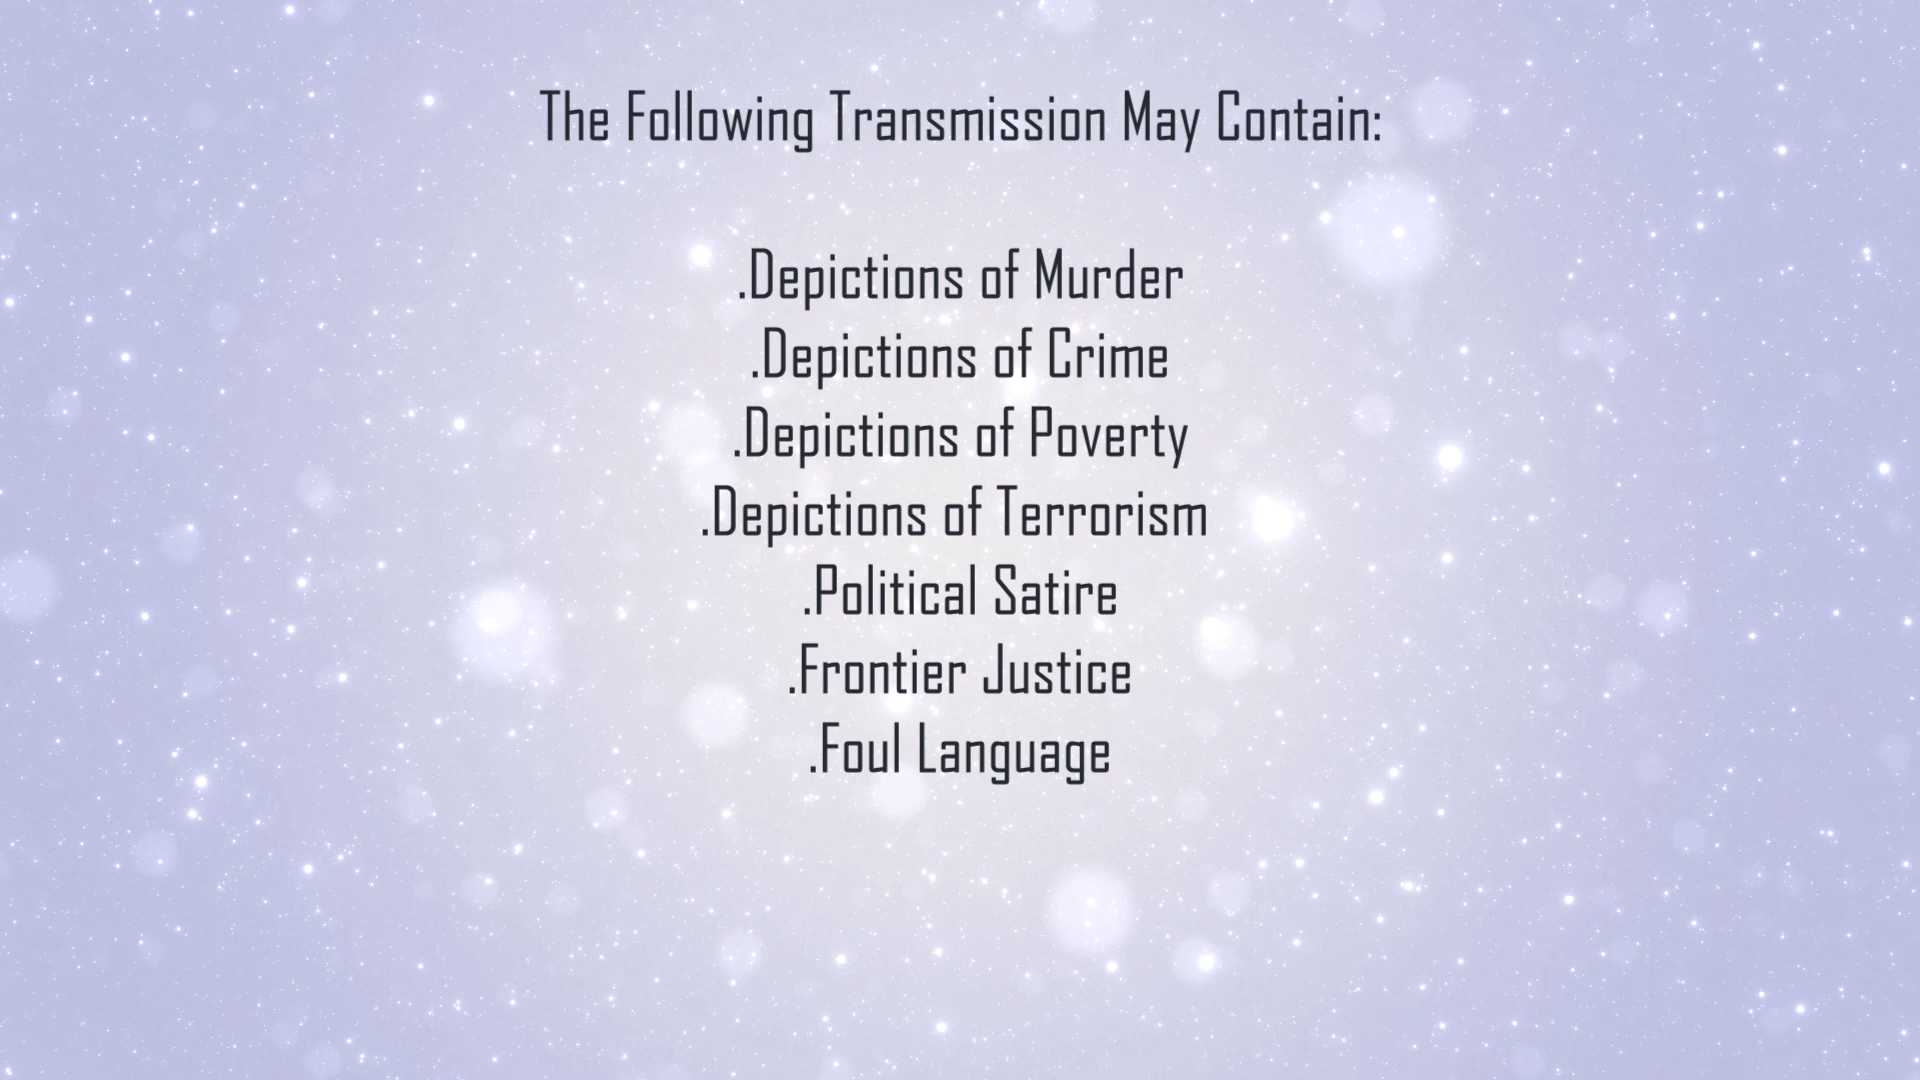 The Following Transmission May Contain:
.Depictions of Murder
.Depictions of Crime
.Depictions of Poverty
.Depictions of Terrorism
.Political Satire
.Frontier Justice
.Foul Language